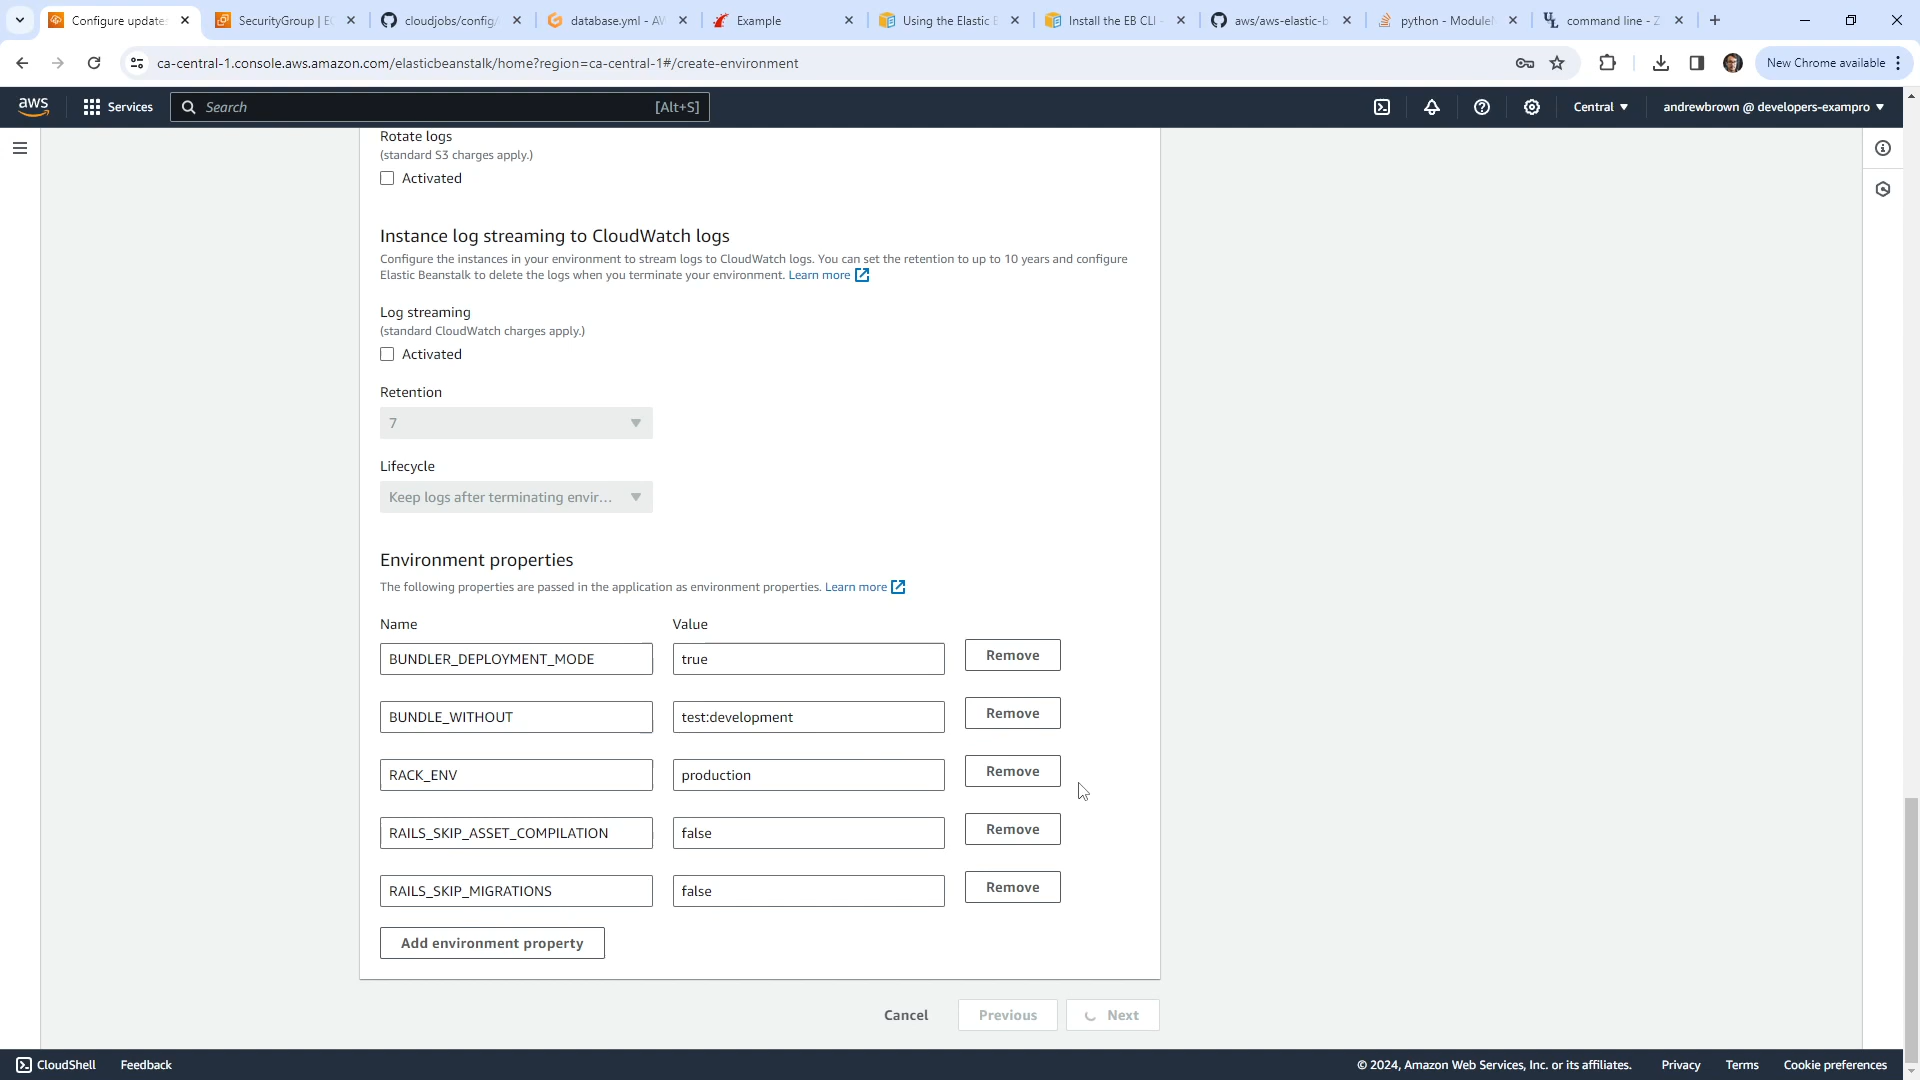 Configure update
SecurityGroup | E
cloudjobs/config
database.yml - AV
Example
Using the Elastic
Install the EB CLI
aws/aws-elastic-b
python - Module
command line - Z
ca-central-1.console.aws.amazon.com/elasticbeanstalk/home?region=ca-central-1#/create-environment
New Chrome available
aws
Services
Search
[Alt+S]
Central
andrewbrown @ developers-exampro
Rotate logs
(standard S3 charges apply.)
Activated
Instance log streaming to CloudWatch logs
Configure the instances in your environment to stream logs to CloudWatch logs. You can set the retention to up to 10 years and configure
Elastic Beanstalk to delete the logs when you terminate your environment. Learn more
Log streaming
(standard CloudWatch charges apply.)
Activated
Retention
7
Lifecycle
Keep logs after terminating envir...
Environment properties
The following properties are passed in the application as environment properties. Learn more
Name Value
BUNDLER_DEPLOYMENT_MODE true Remove
BUNDLE_WITHOUT test:development Remove
RACK_ENV production Remove
RAILS_SKIP_ASSET_COMPILATION false Remove
RAILS_SKIP_MIGRATIONS false Remove
Add environment property
Cancel Previous Next
CloudShell Feedback © 2024, Amazon Web Services, Inc. or its affiliates. Privacy Terms Cookie preferences